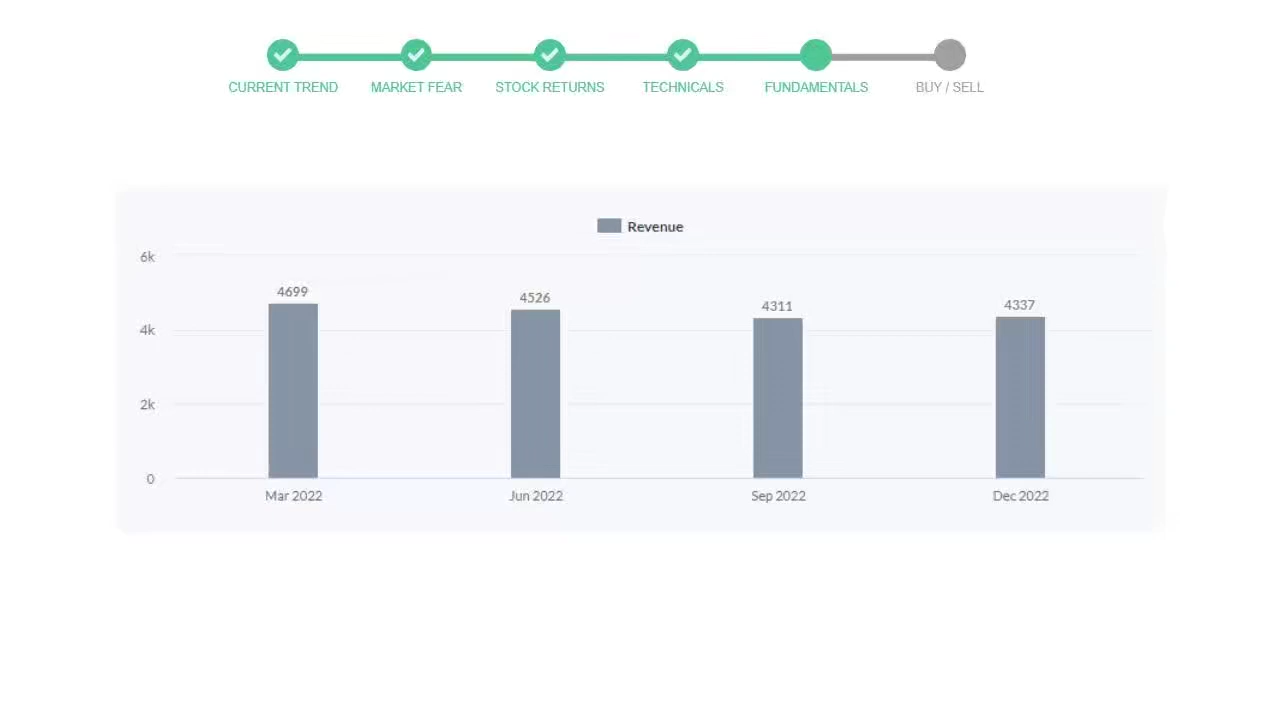 CURRENT TREND MARKET FEAR STOCK RETURNS TECHNICALS FUNDAMENTALS BUY / SELL
Revenue
6k
4699 4526 4311 4337
4k
2k
0
Mar 2022 Jun 2022 Sep 2022 Dec 2022